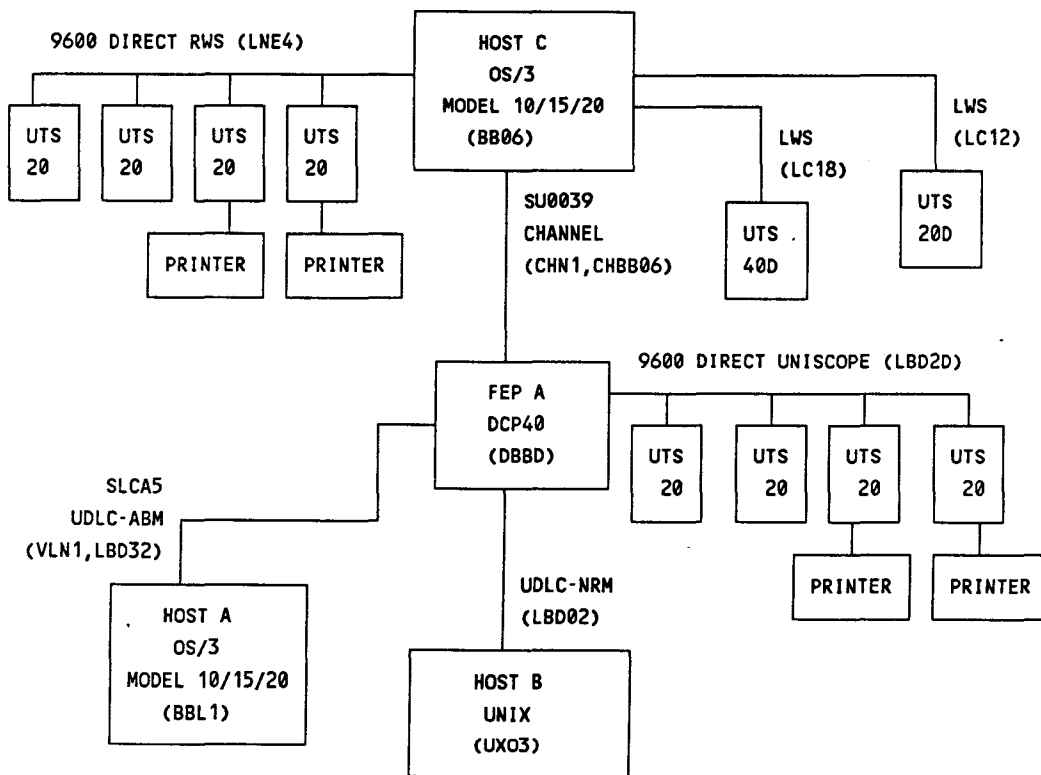 9600 DIRECT RWS (LNE4)
HOST C
OS/3
MODEL 10/15/20
(BB06)
UTS
20
UTS
20
UTS
20
UTS
20
PRINTER
PRINTER
LWS
(LC18)
UTS
40D
LWS
(LC12)
UTS
20D
SU0039
CHANNEL
(CHN1,CHBB06)
FEP A
DCP40
(DBBD)
9600 DIRECT UNISCOPE (LBD2D)
UTS
20
UTS
20
UTS
20
UTS
20
PRINTER
PRINTER
SLCA5
UDLC-ABM
(VLN1,LBD32)
HOST A
OS/3
MODEL 10/15/20
(BBL1)
UDLC-NRM
(LBD02)
HOST B
UNIX
(UXO3)